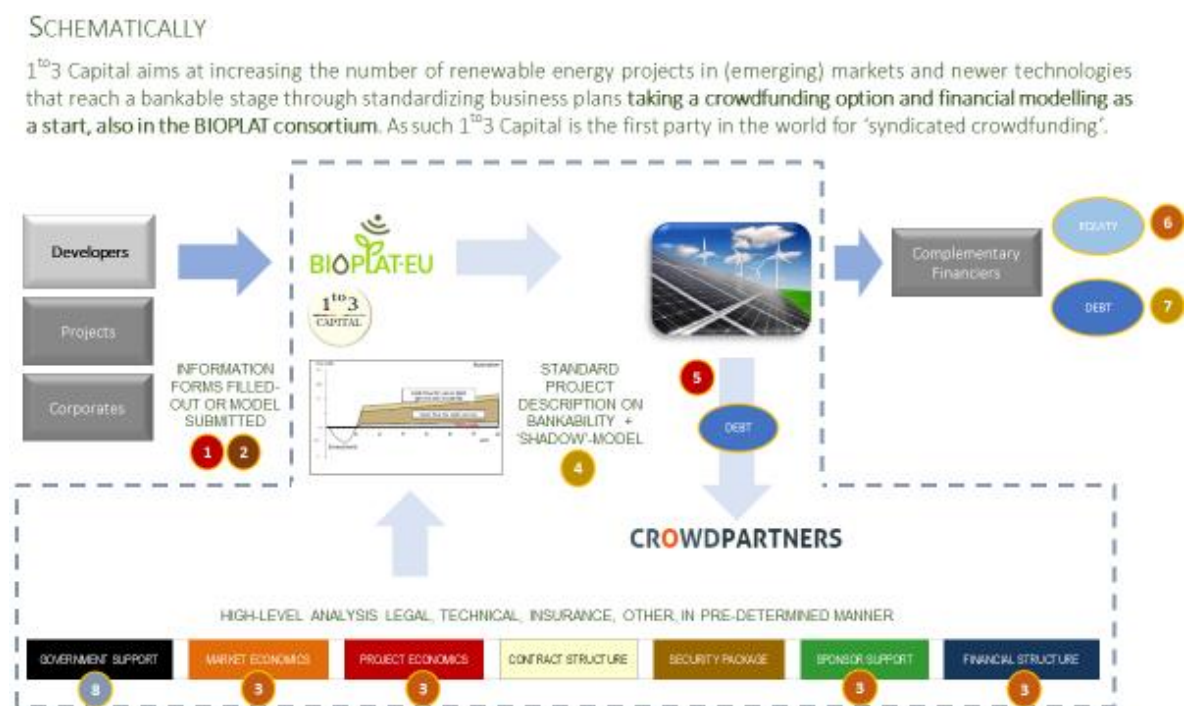 SCHEMATICALLY
1to3 Capital aims at increasing the number of renewable energy projects in (emerging) markets and newer technologies
that reach a bankable stage through standardizing business plans taking a crowdfunding option and financial modelling as
a start, also in the BIOPLAT consortium. As such 1to3 Capital is the first party in the world for 'syndicated crowdfunding'.
Developers
Projects
Corporates
INFORMATION
FORMS FILLED-
OUT OR MODEL
SUBMITTED
1 2
BIOPLAT-EU
1to3
CAPITAL
STANDARD
PROJECT
DESCRIPTION ON
BANKABILITY +
'SHADOW'-MODEL
4
5
DEBT
CROWDPARTNERS
Complementary
Financiers
EQUITY
6
DEBT
7
HIGH-LEVEL ANALYSIS LEGAL, TECHNICAL, INSURANCE, OTHER IN PRE-DETERMINED MANNER
GOVERNMENT SUPPORT
MARKET ECONOMICS
PROJECT ECONOMICS
CONTRACT STRUCTURE
SECURITY PACKAGE
SPONSOR SUPPORT
FINANCIAL STRUCTURE
8
3
3
3
3